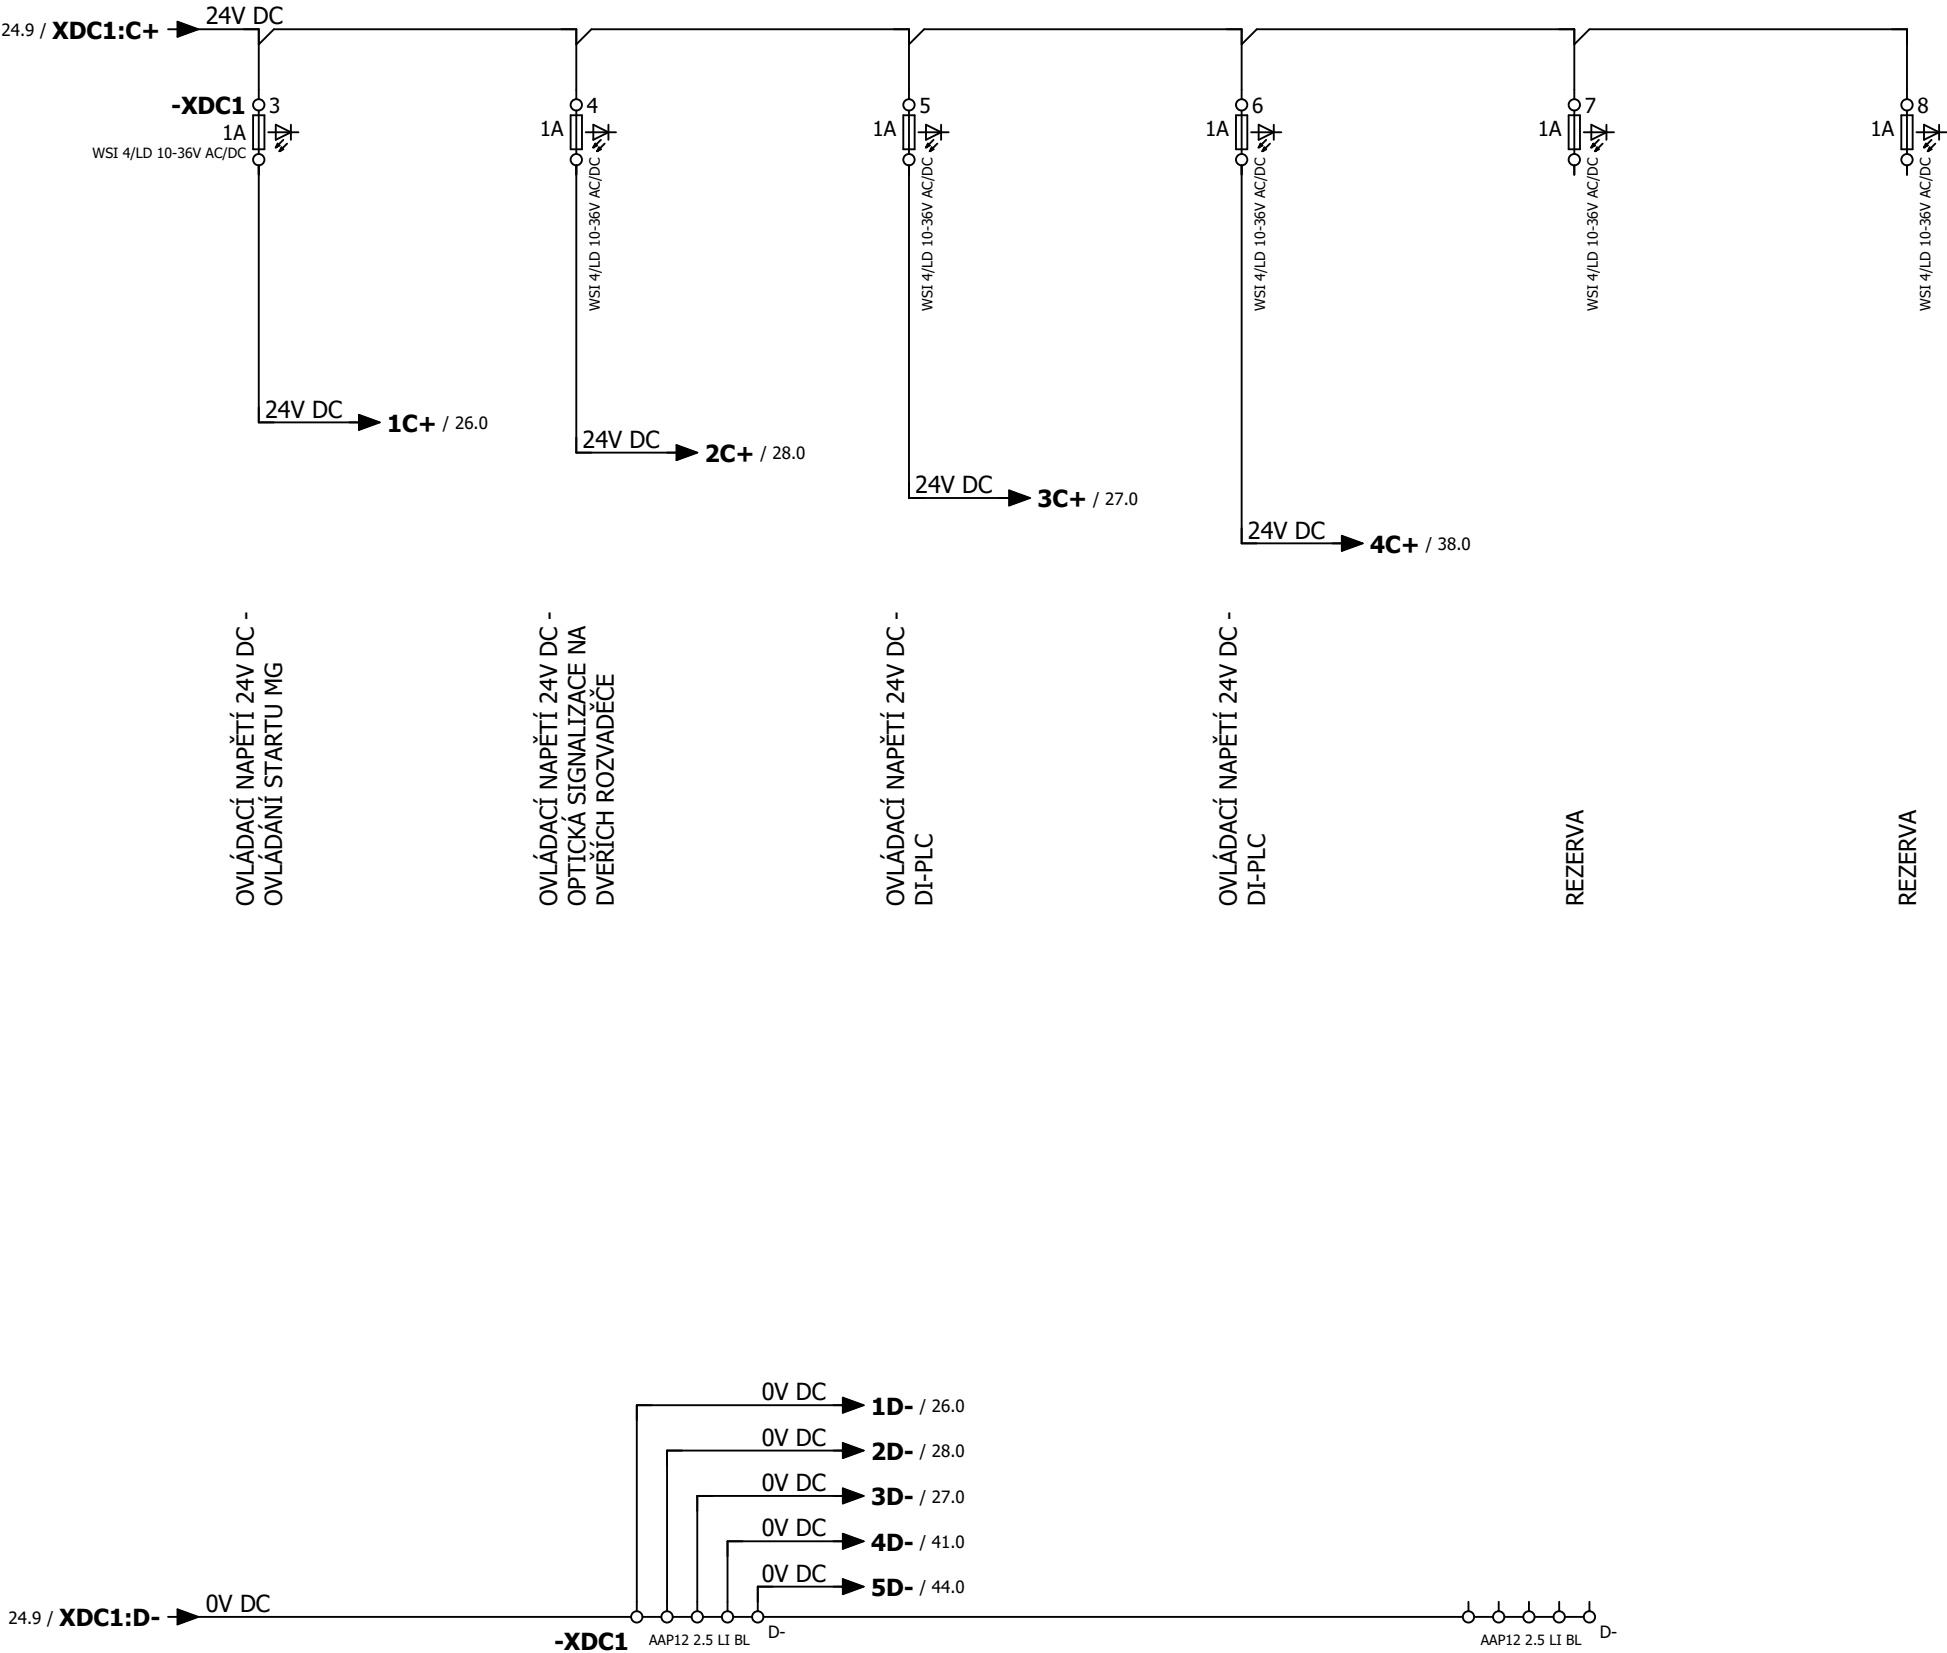 24V DC
24.9 / XDC1:C+
-XDC1
3
1A
WSI 4/LD 10-36V AC/DC
4
1A
WSI 4/LD 10-36V AC/DC
5
1A
WSI 4/LD 10-36V AC/DC
6
1A
WSI 4/LD 10-36V AC/DC
7
1A
WSI 4/LD 10-36V AC/DC
8
1A
WSI 4/LD 10-36V AC/DC
24V DC
1C+ / 26.0
24V DC
2C+ / 28.0
24V DC
3C+ / 27.0
24V DC
4C+ / 38.0
OVLÁDACÍ NAPĚTÍ 24V DC -
OVLÁDÁNÍ STARTU MG
OVLÁDACÍ NAPĚTÍ 24V DC -
OPTICKÁ SIGNALIZACE NA
DVEŘÍCH ROZVADĚČE
OVLÁDACÍ NAPĚTÍ 24V DC -
DI-PLC
OVLÁDACÍ NAPĚTÍ 24V DC -
DI-PLC
REZERVA
REZERVA
0V DC
1D- / 26.0
0V DC
2D- / 28.0
0V DC
3D- / 27.0
0V DC
4D- / 41.0
0V DC
5D- / 44.0
0V DC
24.9 / XDC1:D-
-XDC1
AAP12 2.5 LI BL
D-
AAP12 2.5 LI BL
D-